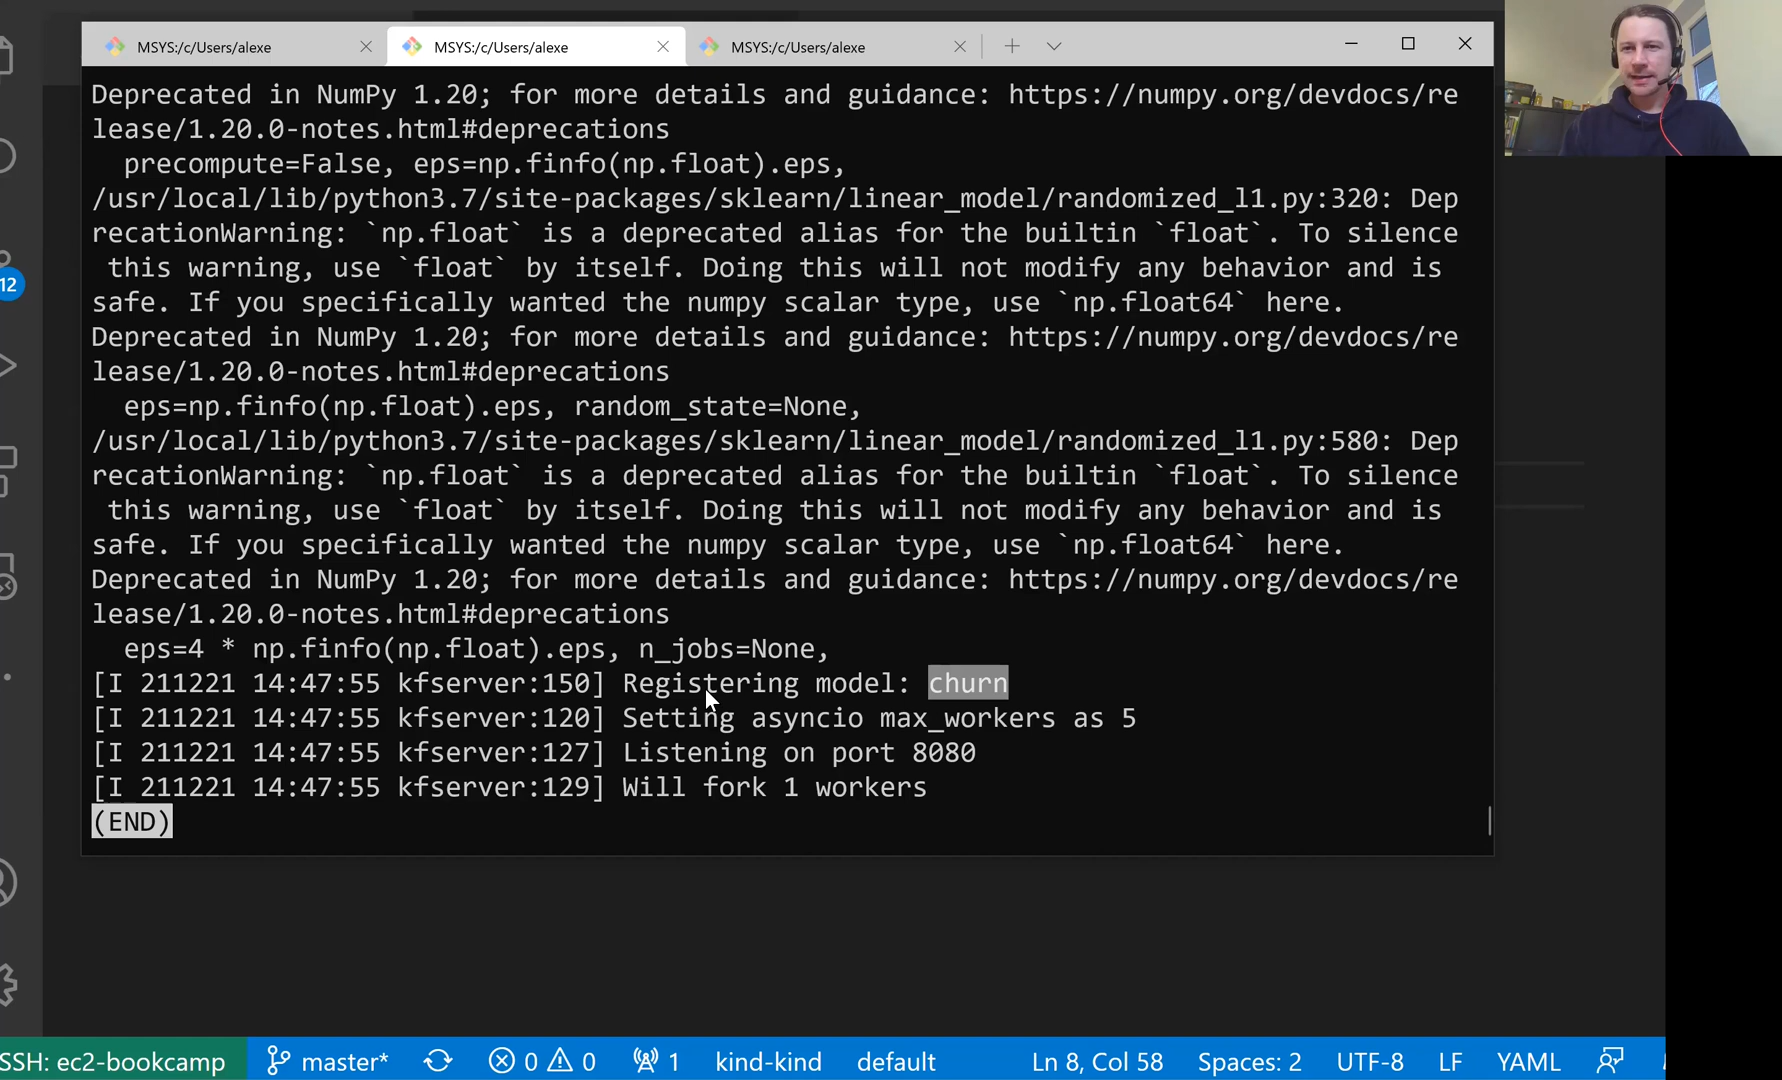 MSYS:/c/Users/alexe
MSYS:/c/Users/alexe
MSYS:/c/Users/alexe
Deprecated in NumPy 1.20; for more details and guidance: https://numpy.org/devdocs/re
lease/1.20.0-notes.html#deprecations
  precompute=False, eps=np.finfo(np.float).eps,
/usr/local/lib/python3.7/site-packages/sklearn/linear_model/randomized_l1.py:320: Dep
recationWarning: `np.float` is a deprecated alias for the builtin `float`. To silence
 this warning, use `float` by itself. Doing this will not modify any behavior and is
safe. If you specifically wanted the numpy scalar type, use `np.float64` here.
Deprecated in NumPy 1.20; for more details and guidance: https://numpy.org/devdocs/re
lease/1.20.0-notes.html#deprecations
  eps=np.finfo(np.float).eps, random_state=None,
/usr/local/lib/python3.7/site-packages/sklearn/linear_model/randomized_l1.py:580: Dep
recationWarning: `np.float` is a deprecated alias for the builtin `float`. To silence
 this warning, use `float` by itself. Doing this will not modify any behavior and is
safe. If you specifically wanted the numpy scalar type, use `np.float64` here.
Deprecated in NumPy 1.20; for more details and guidance: https://numpy.org/devdocs/re
lease/1.20.0-notes.html#deprecations
  eps=4 * np.finfo(np.float).eps, n_jobs=None,
[I 211221 14:47:55 kfserver:150] Registering model: churn
[I 211221 14:47:55 kfserver:120] Setting asyncio max_workers as 5
[I 211221 14:47:55 kfserver:127] Listening on port 8080
[I 211221 14:47:55 kfserver:129] Will fork 1 workers
(END)
12
SSH: ec2-bookcamp master* 0 0 1 kind-kind default Ln 8, Col 58 Spaces: 2 UTF-8 LF YAML